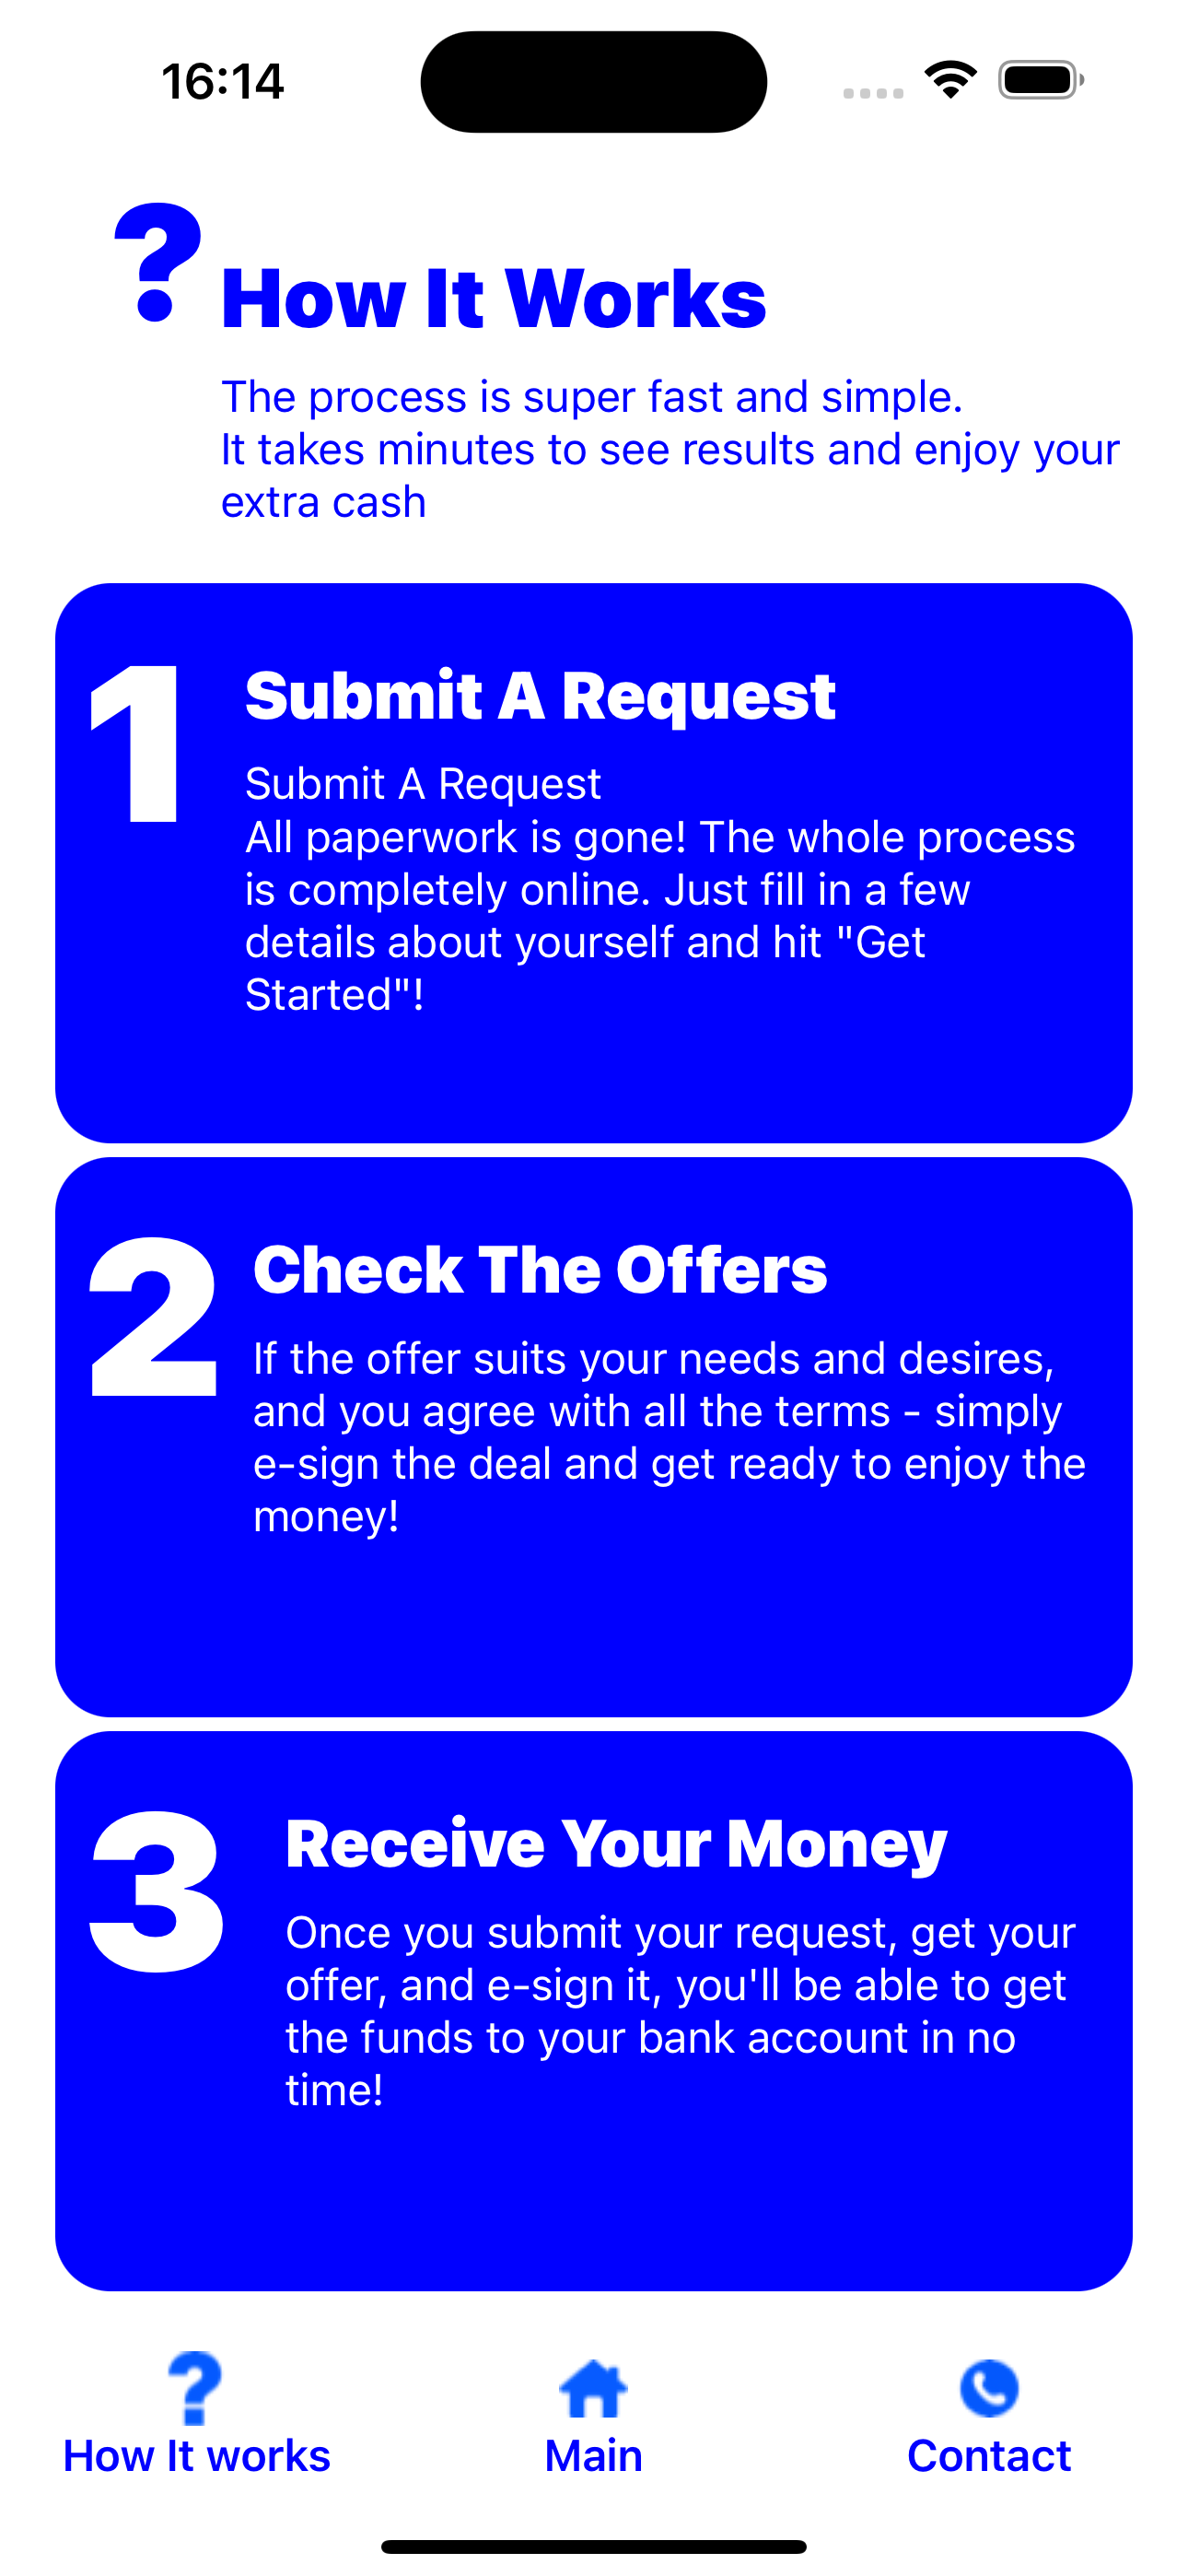 16:14
? How It Works
The process is super fast and simple.
It takes minutes to see results and enjoy your
extra cash
1
Submit A Request
Submit A Request
All paperwork is gone! The whole process
is completely online. Just fill in a few
details about yourself and hit "Get
Started"!
2
Check The Offers
If the offer suits your needs and desires,
and you agree with all the terms - simply
e-sign the deal and get ready to enjoy the
money!
3
Receive Your Money
Once you submit your request, get your
offer, and e-sign it, you'll be able to get
the funds to your bank account in no
time!
?
How It works
Main
Contact